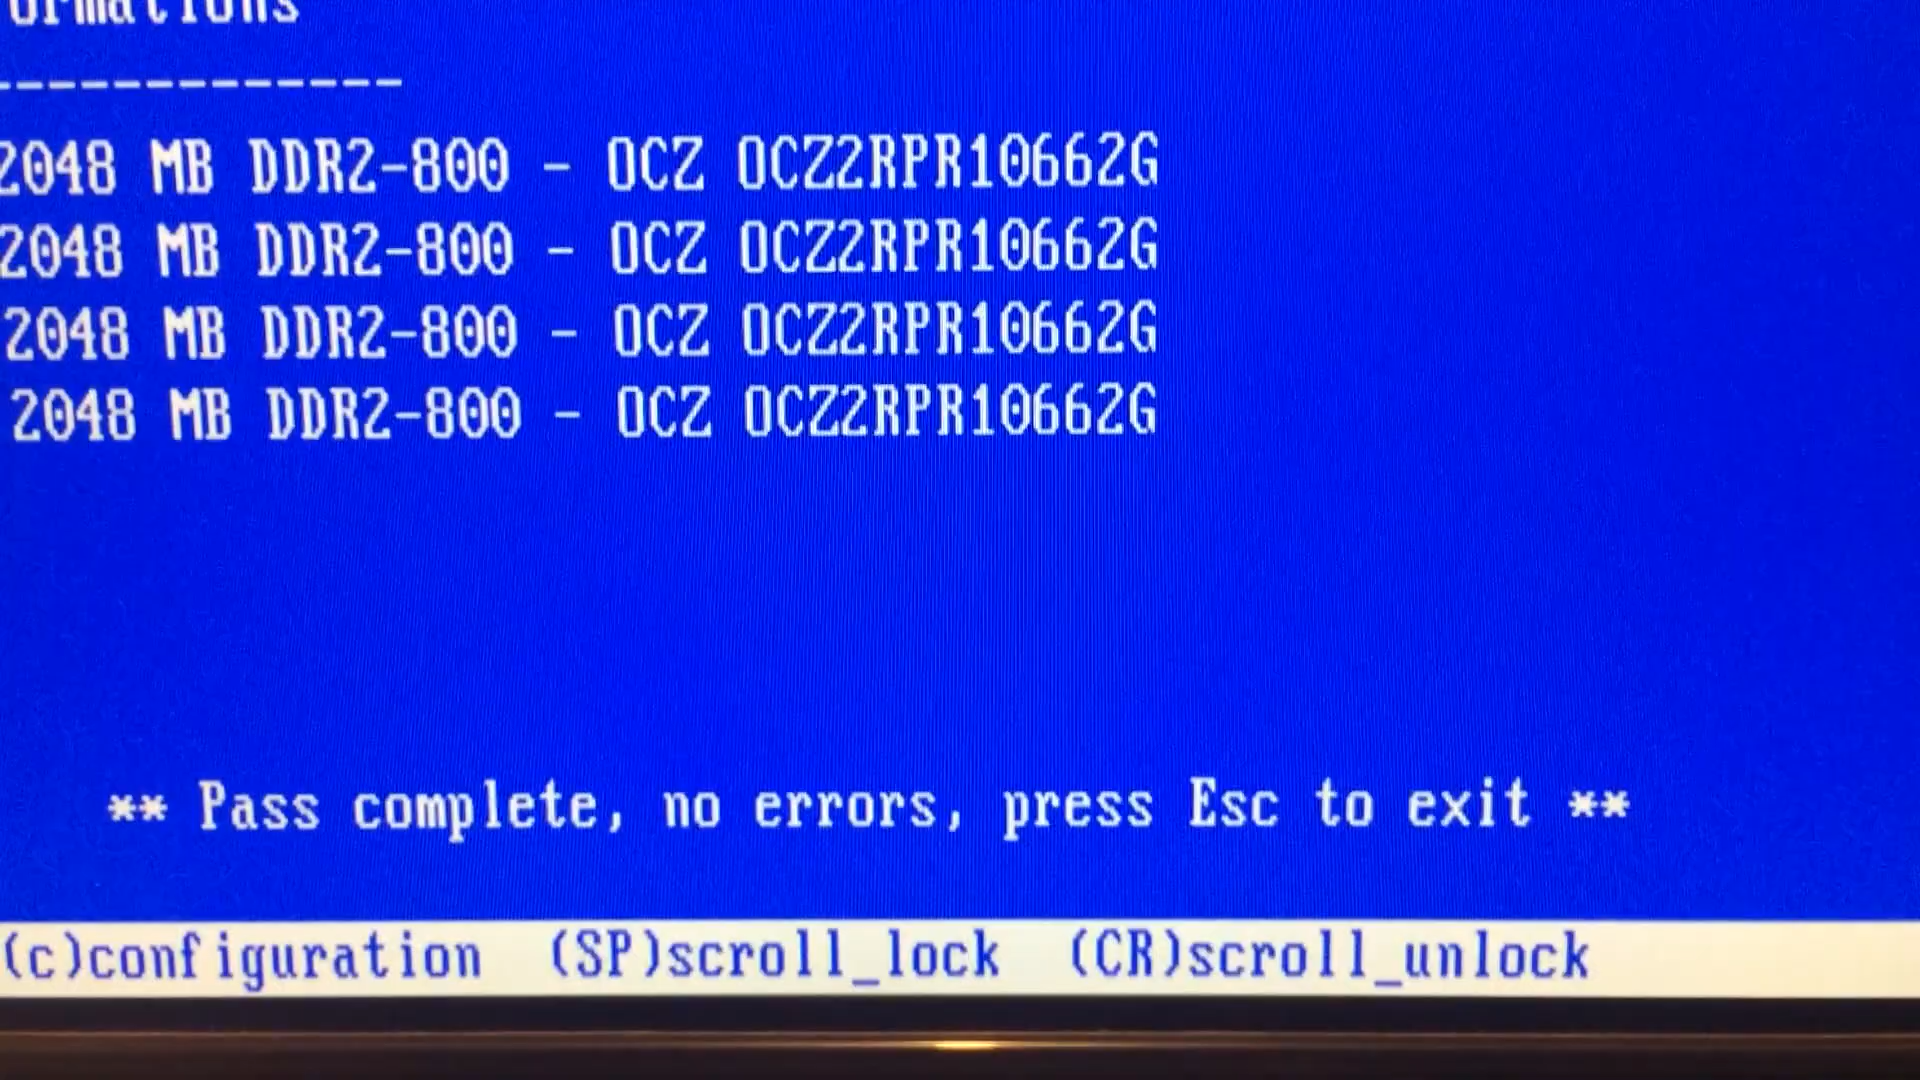 ormations
-------------
2048 MB DDR2-800 - OCZ OCZ2RPR10662G
2048 MB DDR2-800 - OCZ OCZ2RPR10662G
2048 MB DDR2-800 - OCZ OCZ2RPR10662G
2048 MB DDR2-800 - OCZ OCZ2RPR10662G
** Pass complete, no errors, press Esc to exit **
(c)configuration (SP)scroll_lock (CR)scroll_unlock